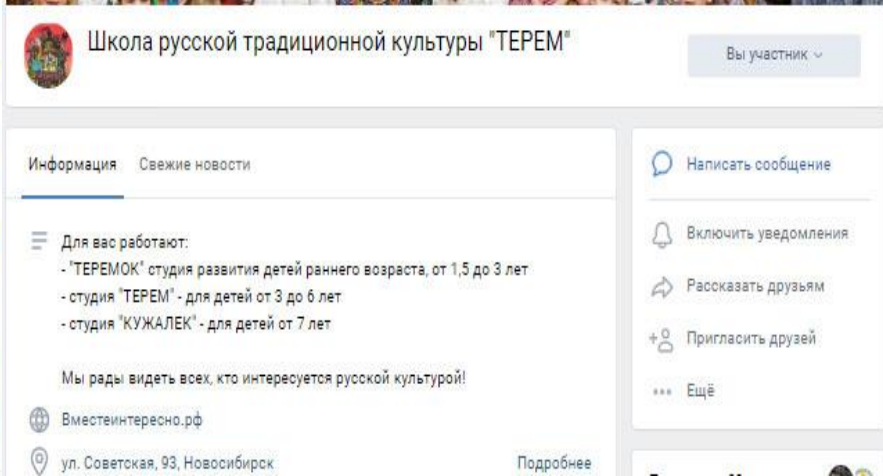 Школа русской традиционной культуры "ТЕРЕМ"
Вы участник
Информация Свежие новости
Для вас работают:
- "ТЕРЕМОК" студия развития детей раннего возраста, от 1,5 до 3 лет
- студия "ТЕРЕМ" - для детей от 3 до 6 лет
- студия "КУЖАЛЕК" - для детей от 7 лет
Мы рады видеть всех, кто интересуется русской культурой!
Вместеинтересно.рф
ул. Советская, 93, Новосибирск Подробнее
Написать сообщение
Включить уведомления
Рассказать друзьям
Пригласить друзей
Ещё